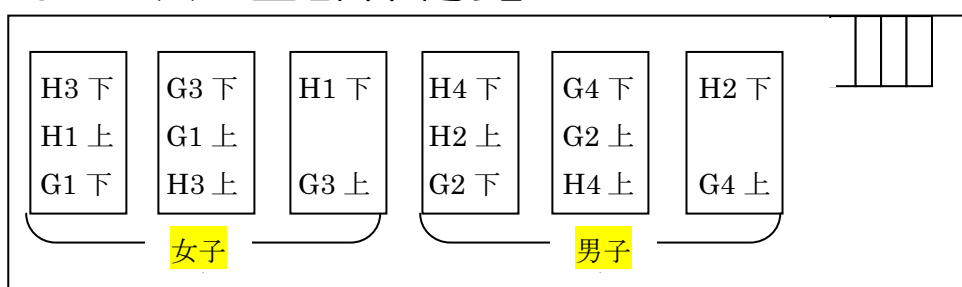 H3 下 G3 下 H1 下 H4 下 G4 下 H2 下
H1 上 G1 上 H2 上 G2 上
G1 下 H3 上 G3 上 G2 下 H4 上 G4 上
女子 男子